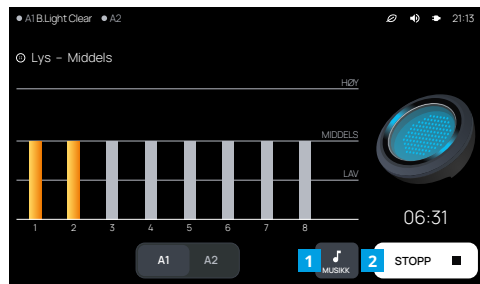 A1 B.Light Clear A2 21:13
Lys – Middels
HØY
MIDDELS
LAV
1 2 3 4 5 6 7 8
06:31
A1 A2
1 MUSIKK
2 STOPP